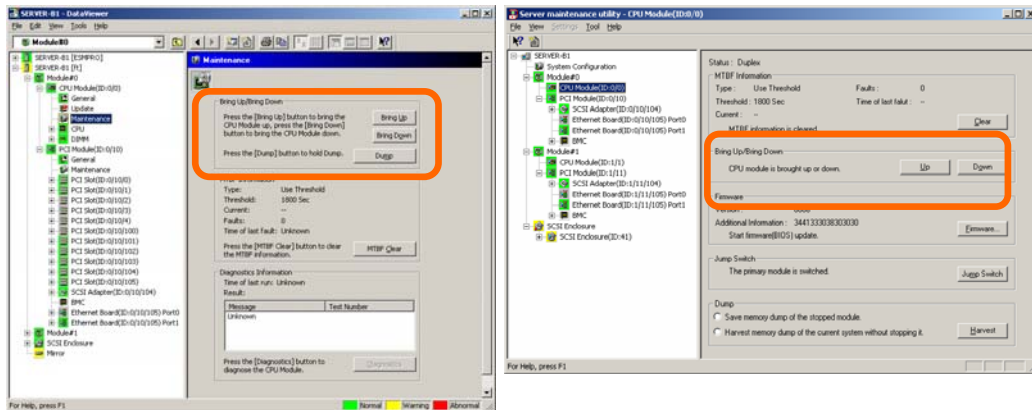 SERVER-B1 - DataViewer
File Edit View Tools Help
Module#0
SERVER-B1 [ESMPRO]
SERVER-B1 [ft]
Module#0
CPU Module(ID:0/0)
General
Update
Maintenance
CPU
DIMM
PCI Module(ID:0/10)
General
Maintenance
PCI Slot(ID:0/10/0)
PCI Slot(ID:0/10/1)
PCI Slot(ID:0/10/2)
PCI Slot(ID:0/10/3)
PCI Slot(ID:0/10/4)
PCI Slot(ID:0/10/100)
PCI Slot(ID:0/10/101)
PCI Slot(ID:0/10/102)
PCI Slot(ID:0/10/103)
PCI Slot(ID:0/10/104)
PCI Slot(ID:0/10/105)
SCSI Adapter(ID:0/10/104)
BMC
Ethernet Board(ID:0/10/105) Port0
Ethernet Board(ID:0/10/105) Port1
Module#1
SCSI Enclosure
Mirror
Maintenance
Bring Up/Bring Down
Press the [Bring Up] button to bring the
CPU Module up, press the [Bring Down]
button to bring the CPU Module down.
Bring Up
Bring Down
Press the [Dump] button to hold Dump.
Dump
Type: Use Threshold
Threshold: 1800 Sec
Current: --
Faults: 0
Time of last fault: Unknown
Press the [MTBF Clear] button to clear
the MTBF information.
MTBF Clear
Diagnostics Information
Time of last run: Unknown
Result:
Message Test Number
Unknown
Press the [Diagnostics] button to
diagnose the CPU Module.
Diagnostics
For Help, press F1
Normal Warning Abnormal
Server maintenance utility - CPU Module(ID:0/0)
File View Settings Tool Help
SERVER-B1
System Configuration
Module#0
CPU Module(ID:0/0)
PCI Module(ID:0/10)
SCSI Adapter(ID:0/10/104)
Ethernet Board(ID:0/10/105) Port0
Ethernet Board(ID:0/10/105) Port1
BMC
Module#1
CPU Module(ID:1/1)
PCI Module(ID:1/11)
SCSI Adapter(ID:1/11/104)
Ethernet Board(ID:1/11/105) Port0
Ethernet Board(ID:1/11/105) Port1
BMC
SCSI Enclosure
SCSI Enclosure(ID:41)
Status: Duplex
MTBF Information
Type: Use Threshold Faults: 0
Threshold: 1800 Sec Time of last falut: --
Current: --
MTBF information is cleared.
Clear
Bring Up/Bring Down
CPU module is brought up or down.
Up
Down
Firmware
Additional Information: 3441333038303030
Start firmware(BIOS) update.
Firmware...
Jump Switch
The primary module is switched.
Jump Switch
Dump
Save memory dump of the stopped module.
Harvest memory dump of the current system without stopping it.
Harvest
For Help, press F1